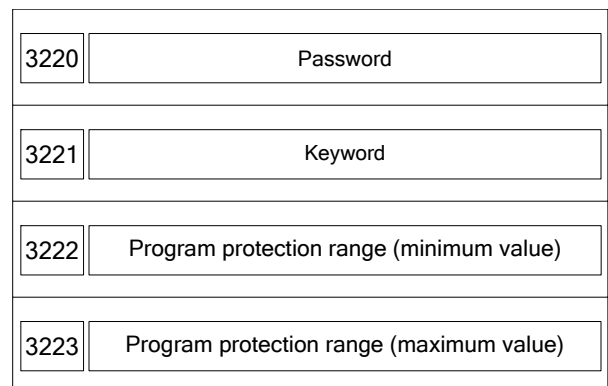 3220 Password
3221 Keyword
3222 Program protection range (minimum value)
3223 Program protection range (maximum value)